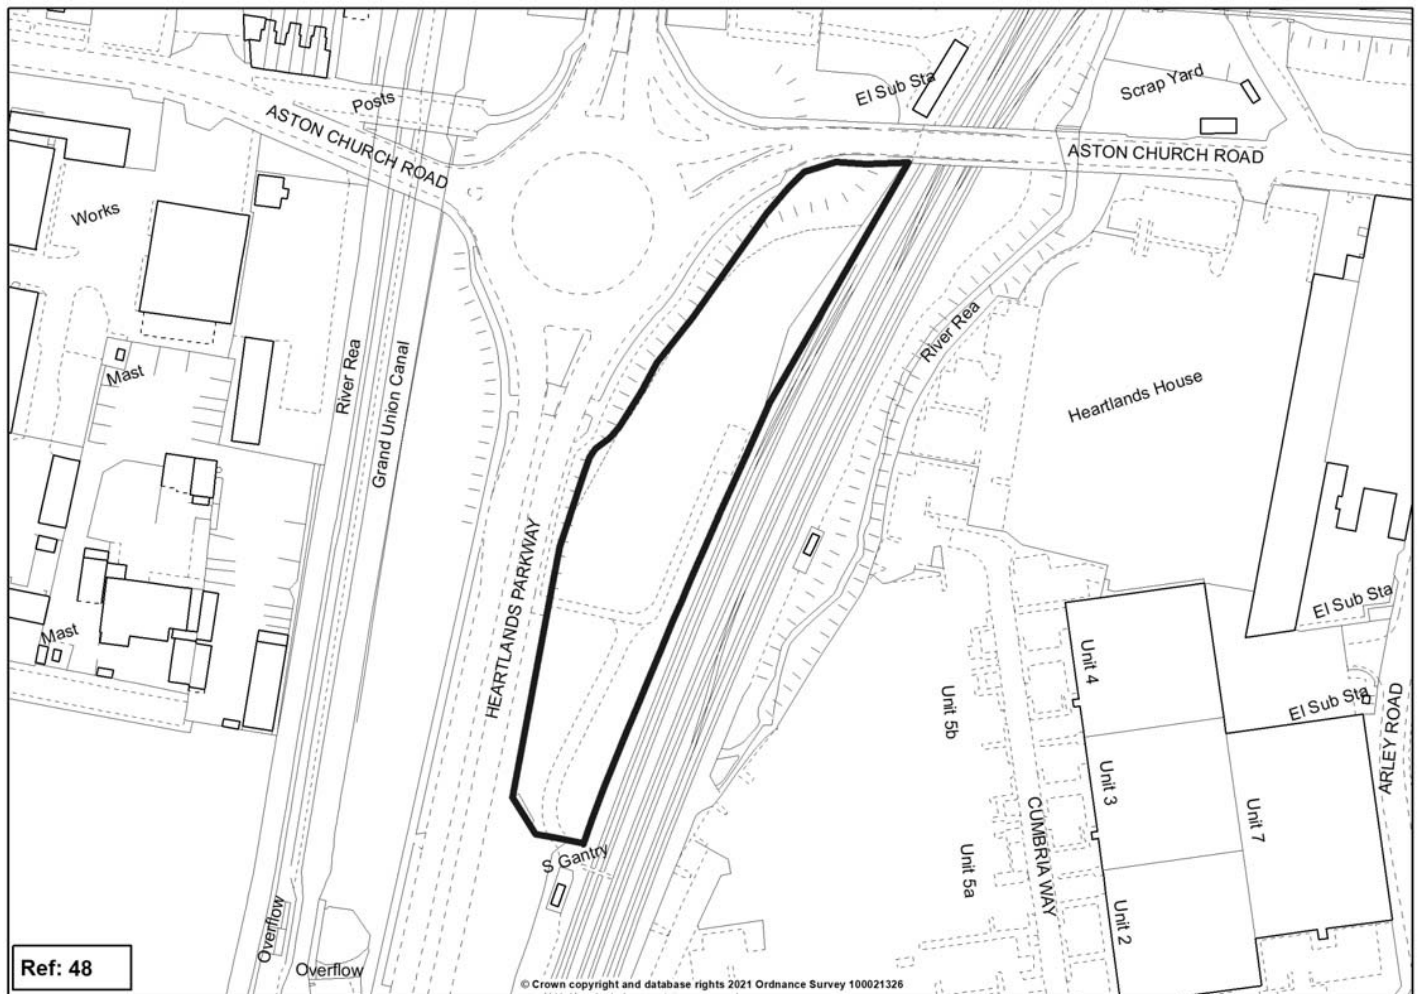 El Sub Sta
Scrap Yard
Posts
ASTON CHURCH ROAD
ASTON CHURCH ROAD
Works
River Rea
Heartlands House
Mast
River Rea
Grand Union Canal
HEARTLANDS PARKWAY
El Sub Sta
Mast
Unit 4
El Sub Sta
Unit 5b
ARLEY ROAD
Unit 3
Unit 7
CUMBRIA WAY
S Gantry
Unit 5a
Unit 2
Overflow
Overflow
Ref: 48
© Crown copyright and database rights 2021 Ordnance Survey 100021326